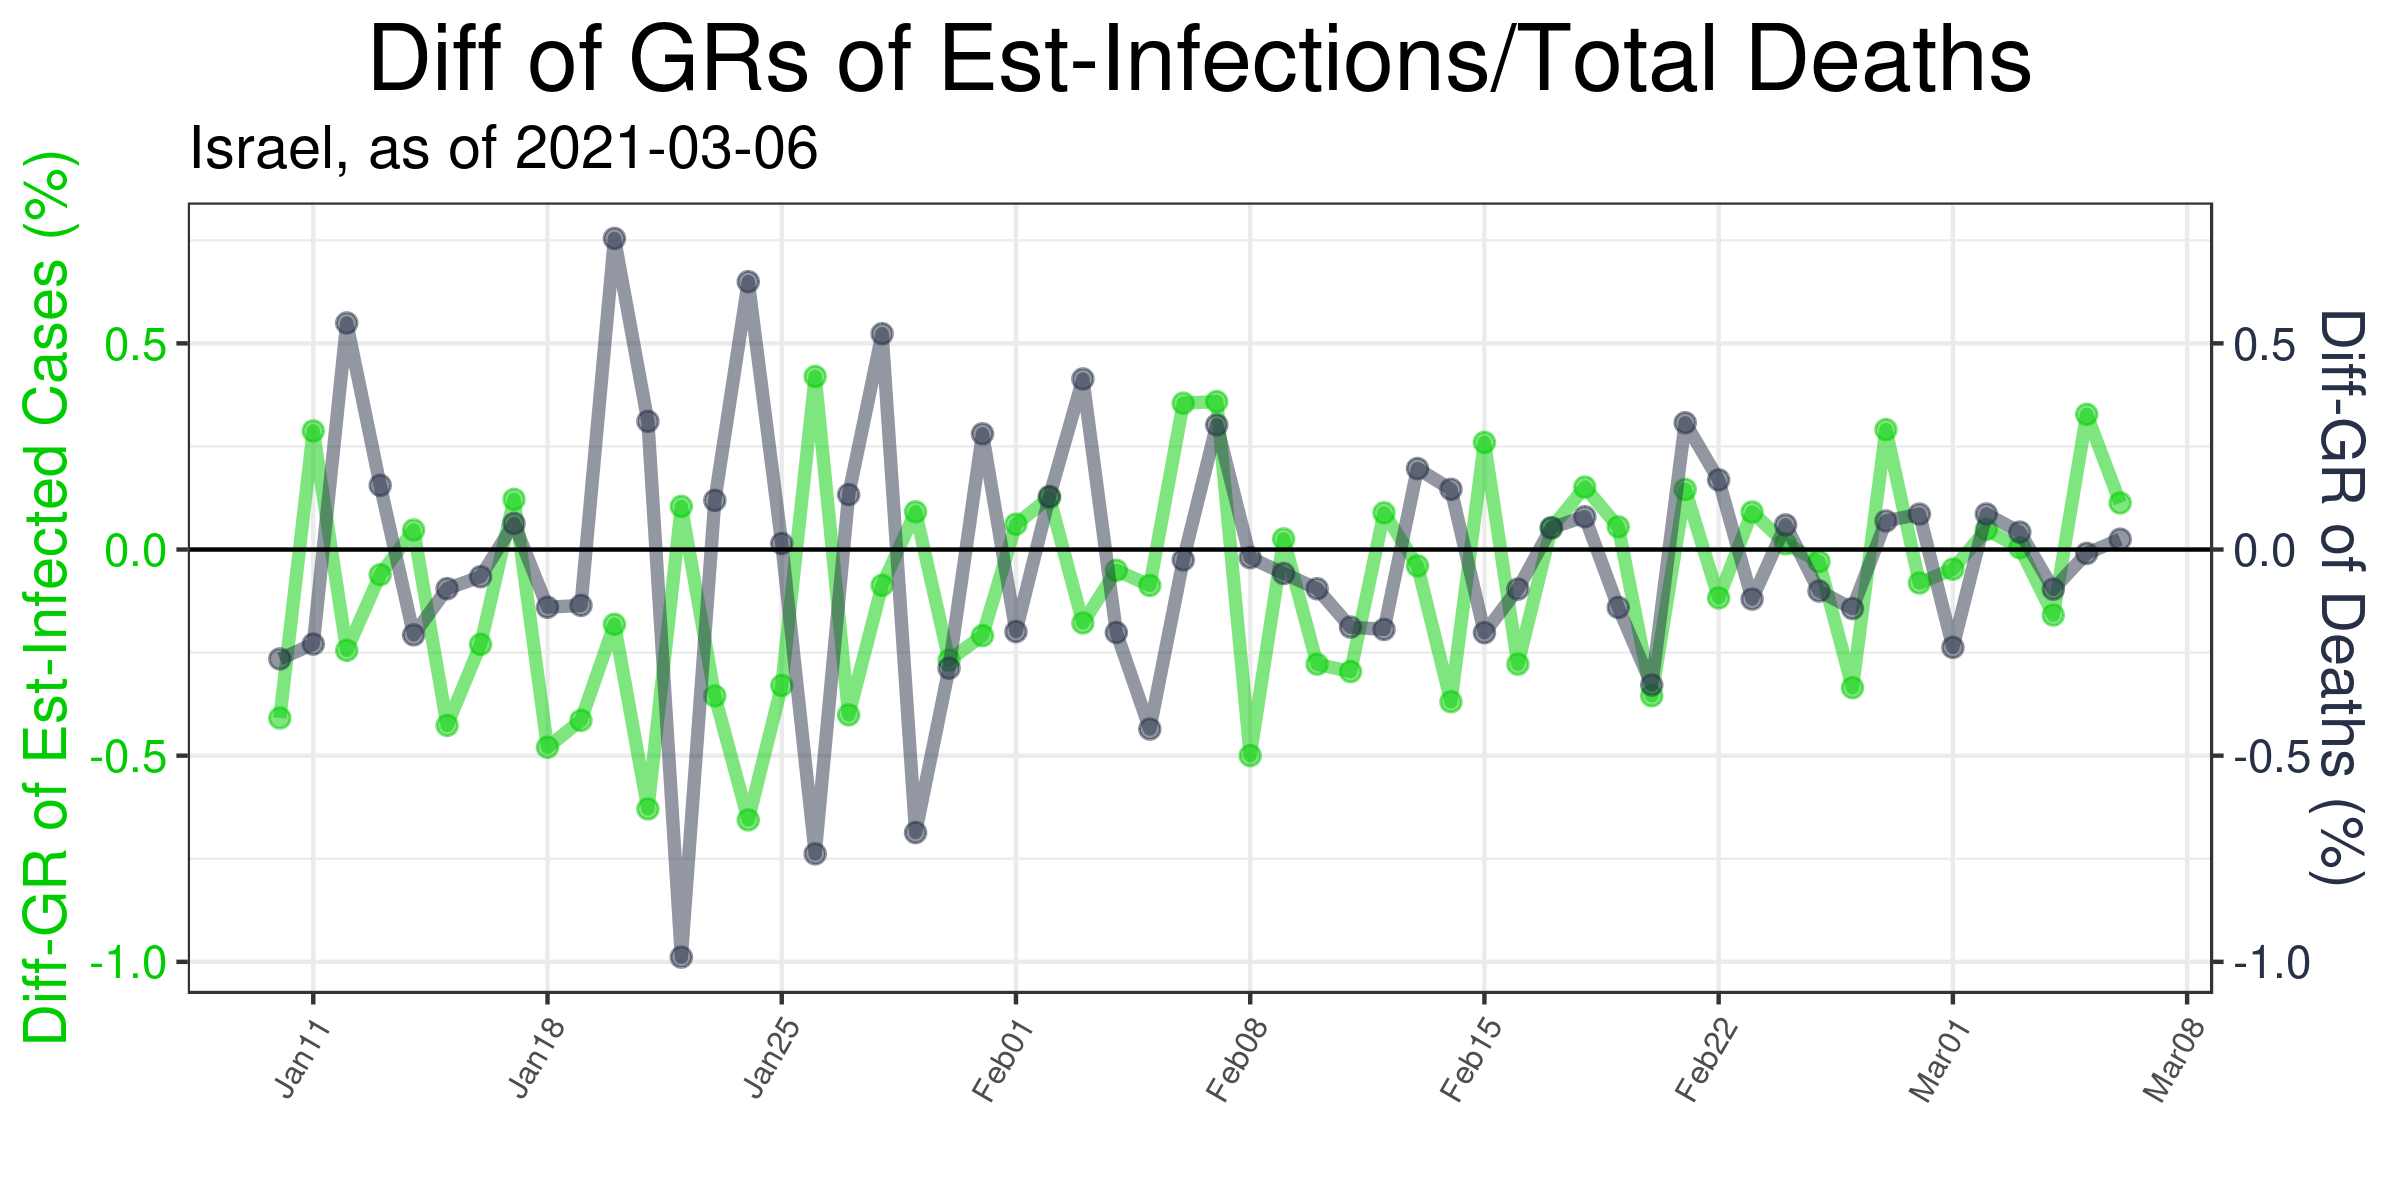 Diff of GRs of Est-Infections/Total Deaths
Israel, as of 2021-03-06
Diff-GR of Est-Infected Cases (%)
0.5
0.0
-0.5
-1.0
0.5
0.0
-0.5
-1.0
Diff-GR of Deaths (%)
Jan11
Jan18
Jan25
Feb01
Feb08
Feb15
Feb22
Mar01
Mar08